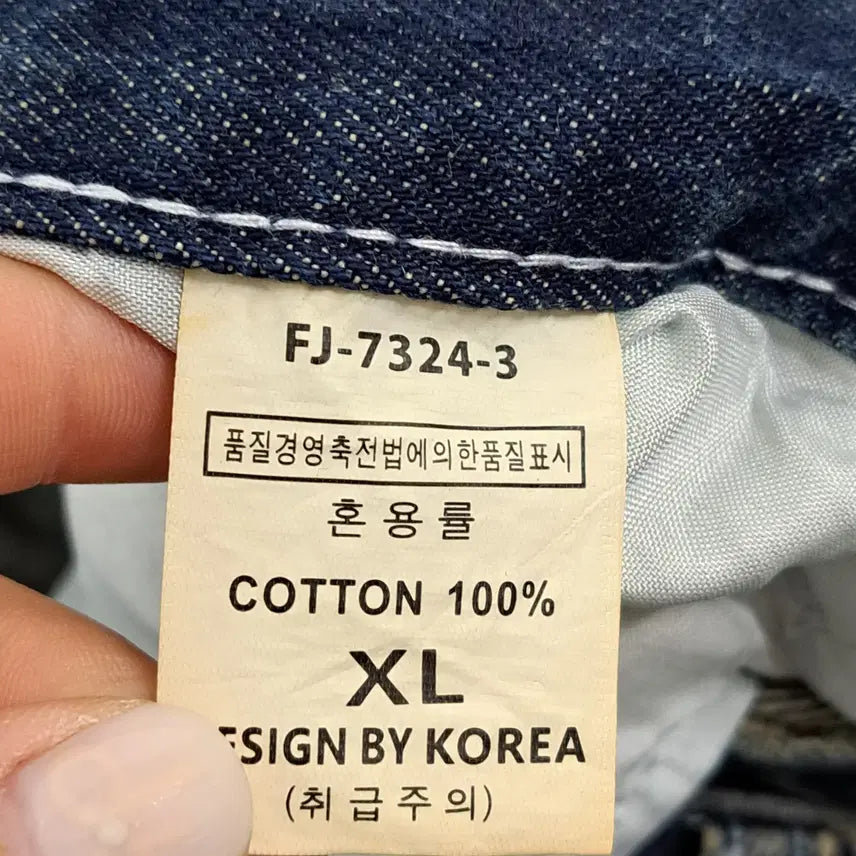 FJ-7324-3
품질경영축전법에의한품질표시
혼용률
COTTON 100%
XL
ESIGN BY KOREA
(취급주의)